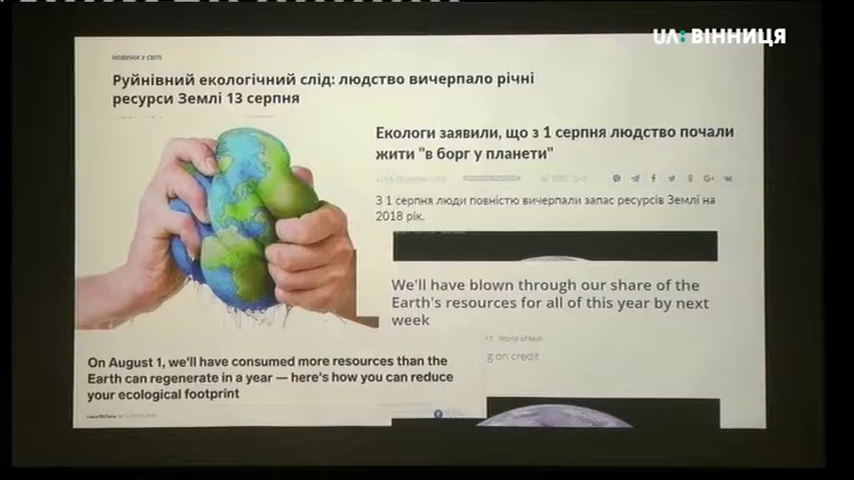 UA: ВІННИЦЯ
НОВИНИ У СВІТІ
Руйнівний екологічний слід: людство вичерпало річні
ресурси Землі 13 серпня
Екологи заявили, що з 1 серпня людство почали
жити "в борг у планети"
З 1 серпня люди повністю вичерпали запас ресурсів Землі на
2018 рік.
We'll have blown through our share of the
Earth's resources for all of this year by next
week
g on credit
On August 1, we'll have consumed more resources than the
Earth can regenerate in a year — here's how you can reduce
your ecological footprint